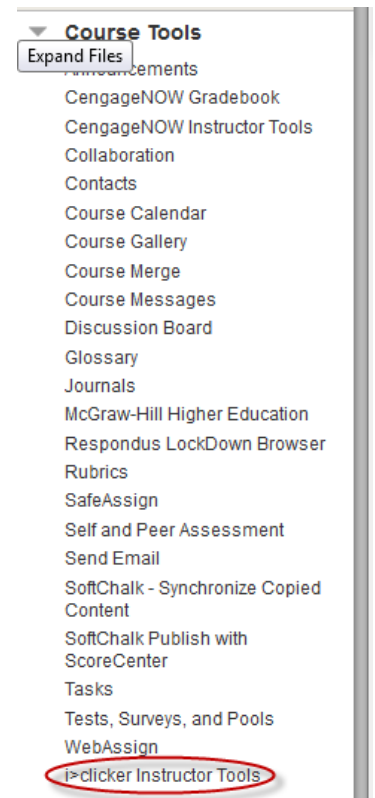 Course Tools
Expand Files
Announcements
CengageNOW Gradebook
CengageNOW Instructor Tools
Collaboration
Contacts
Course Calendar
Course Gallery
Course Merge
Course Messages
Discussion Board
Glossary
Journals
McGraw-Hill Higher Education
Respondus LockDown Browser
Rubrics
SafeAssign
Self and Peer Assessment
Send Email
SoftChalk - Synchronize Copied
Content
SoftChalk Publish with
ScoreCenter
Tasks
Tests, Surveys, and Pools
WebAssign
i>clicker Instructor Tools